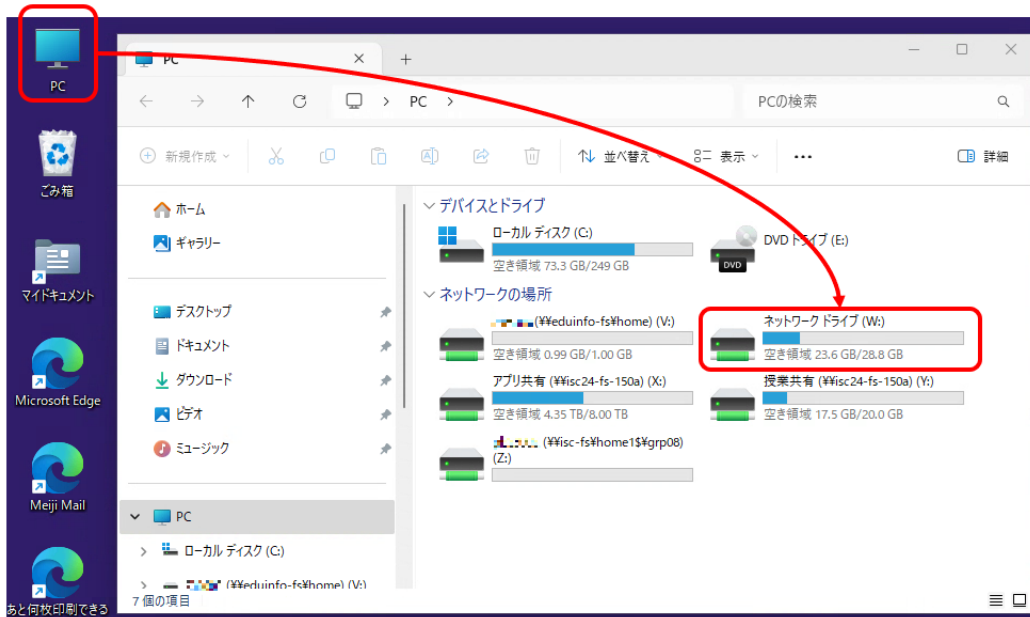 PC
ごみ箱
マイドキュメント
Microsoft Edge
Meiji Mail
あと何枚印刷できる
PC
PC
PCの検索
新規作成
並べ替え
表示
詳細
ホーム
ギャラリー
デスクトップ
ドキュメント
ダウンロード
ビデオ
ミュージック
PC
ローカル ディスク (C:)
(¥¥eduinfo-fs¥home) (V:)
7 個の項目
デバイスとドライブ
ローカル ディスク (C:)
空き領域 73.3 GB/249 GB
DVD
DVD ドライブ (E:)
ネットワークの場所
(¥¥eduinfo-fs¥home) (V:)
空き領域 0.99 GB/1.00 GB
ネットワーク ドライブ (W:)
空き領域 23.6 GB/28.8 GB
アプリ共有 (¥¥isc24-fs-150a) (X:)
空き領域 4.35 TB/8.00 TB
授業共有 (¥¥isc24-fs-150a) (Y:)
空き領域 17.5 GB/20.0 GB
(¥¥isc-fs¥home1$¥grp08)
(Z:)